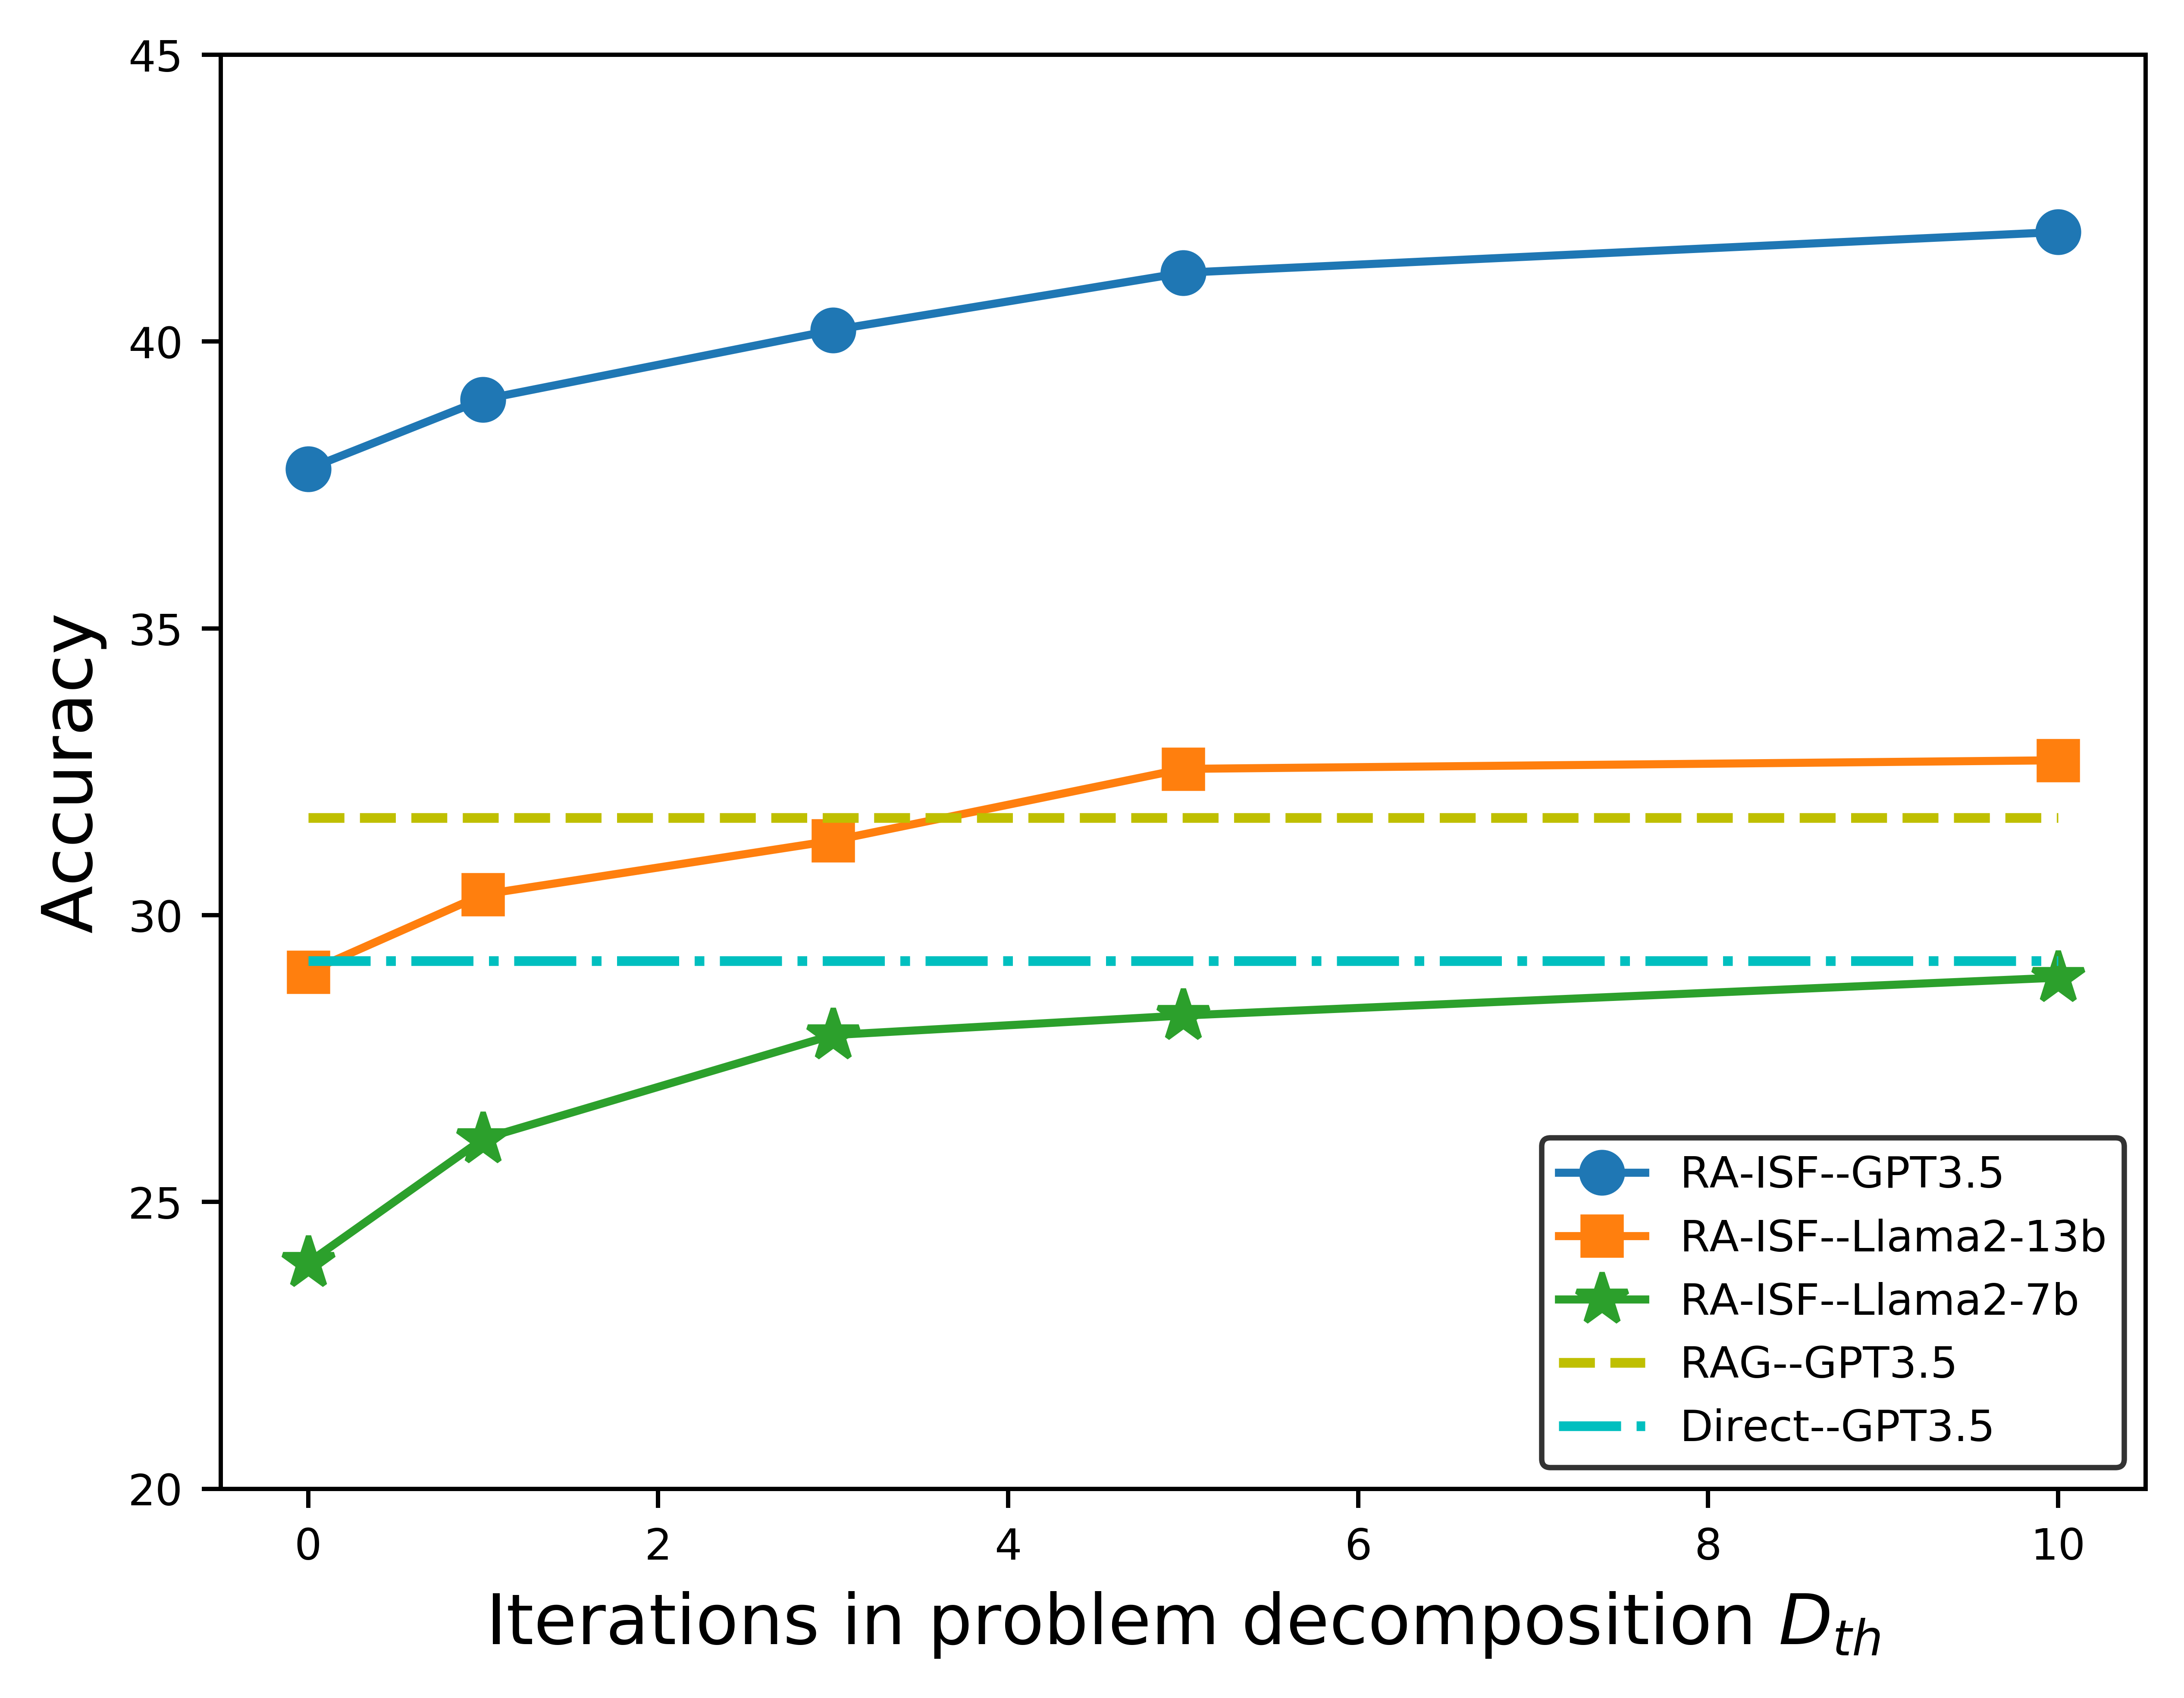 45
40
35
30
25
20
Accuracy
0 2 4 6 8 10
Iterations in problem decomposition D_th
RA-ISF--GPT3.5
RA-ISF--Llama2-13b
RA-ISF--Llama2-7b
RAG--GPT3.5
Direct--GPT3.5